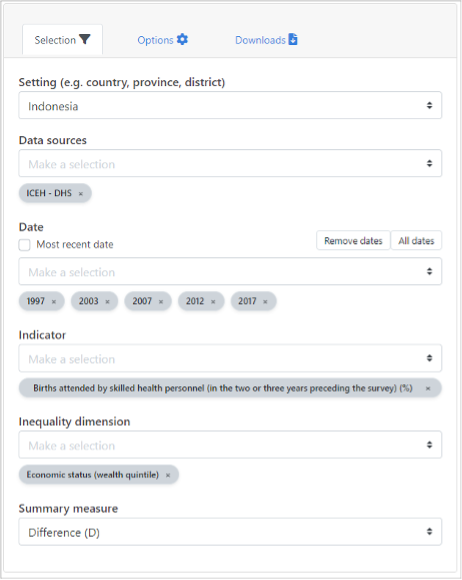 Selection Options Downloads
Setting (e.g. country, province, district)
Indonesia
Data sources
Make a selection
ICEH - DHS ×
Date
Most recent date Remove dates All dates
Make a selection
1997 × 2003 × 2007 × 2012 × 2017 ×
Indicator
Make a selection
Births attended by skilled health personnel (in the two or three years preceding the survey) (%) ×
Inequality dimension
Make a selection
Economic status (wealth quintile) ×
Summary measure
Difference (D)